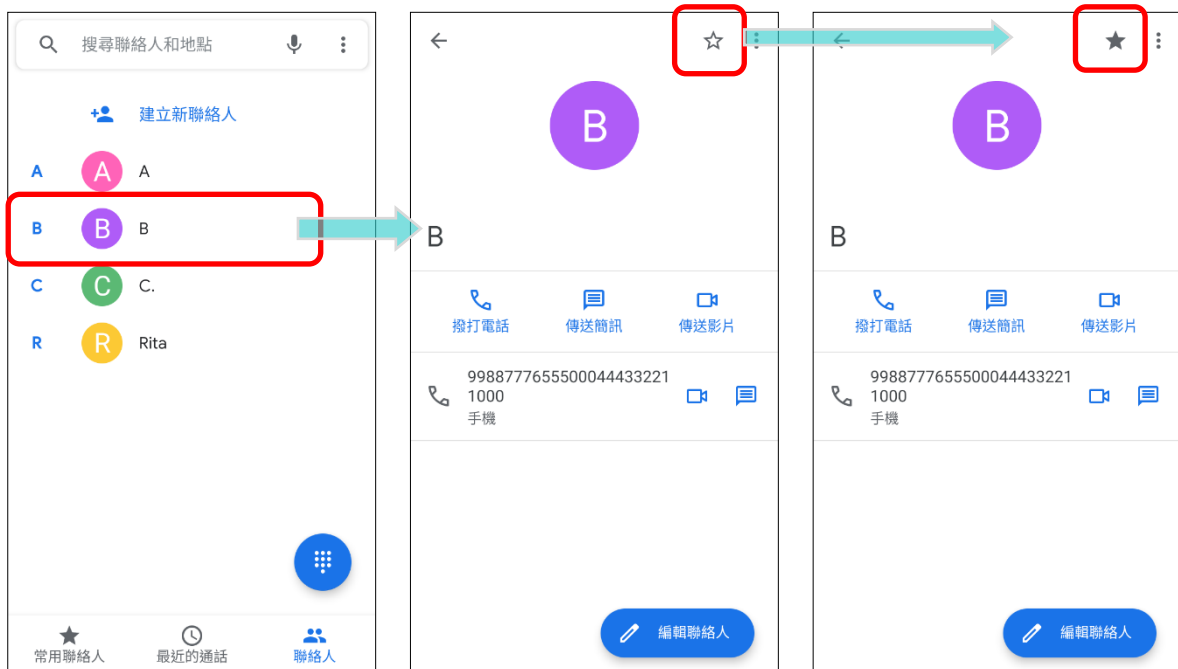 搜尋聯絡人和地點
建立新聯絡人
A A A
B B B
C C C.
R R Rita
常用聯絡人 最近的通話 聯絡人
B
B
撥打電話 傳送簡訊 傳送影片
9988777655500044433221
1000
手機
編輯聯絡人
B
B
撥打電話 傳送簡訊 傳送影片
9988777655500044433221
1000
手機
編輯聯絡人